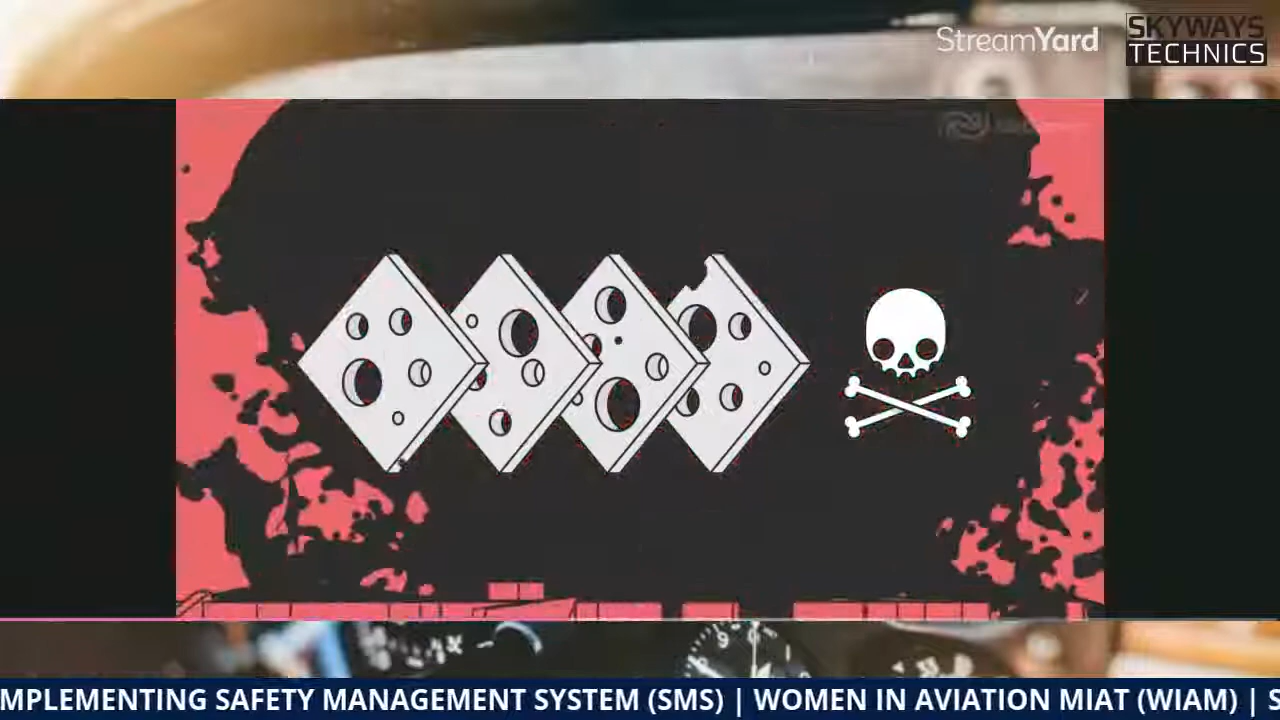 StreamYard
SKYWAYS
TECHNICS
MPLEMENTING SAFETY MANAGEMENT SYSTEM (SMS) | WOMEN IN AVIATION MIAT (WIAM) | S